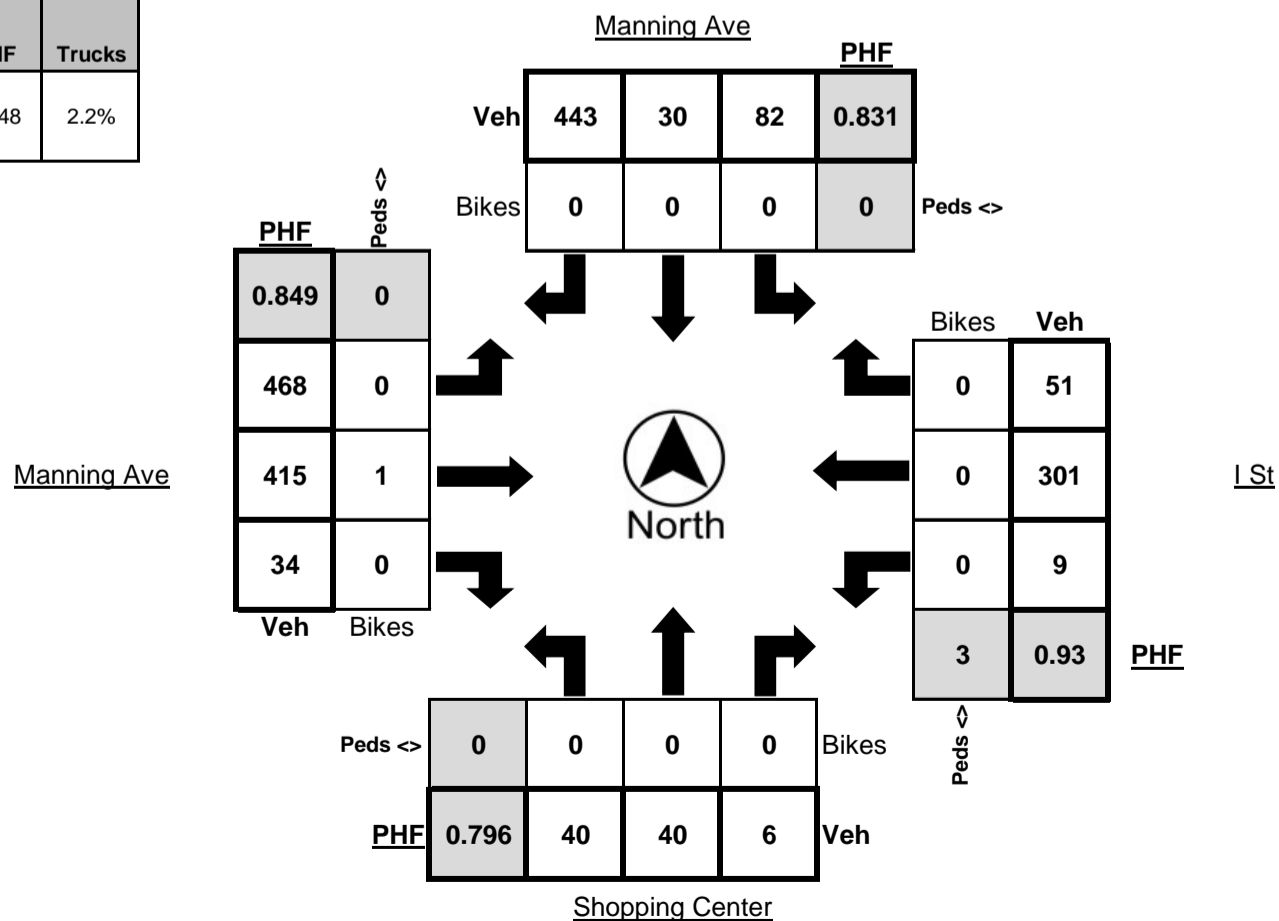 Manning Ave
PHF
Trucks
48 2.2%
Veh 443 30 82 0.831
Bikes 0 0 0 0 Peds <>
PHF Peds <>
0.849 0
468 0
415 1
34 0
Veh Bikes
Manning Ave
North
Bikes Veh
0 51
0 301
0 9
3 0.93 PHF
Peds <>
I St
Peds <> 0 0 0 0 Bikes
PHF 0.796 40 40 6 Veh
Shopping Center